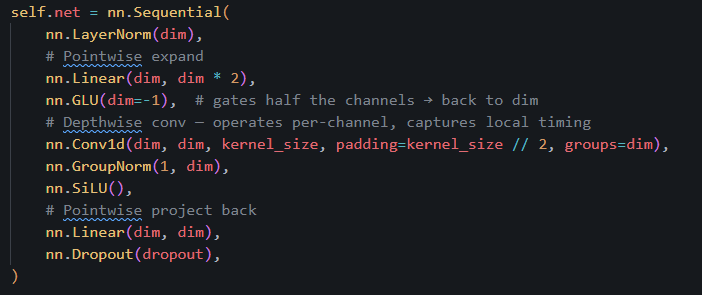 self.net = nn.Sequential(
nn.LayerNorm(dim),
# Pointwise expand
nn.Linear(dim, dim * 2),
nn.GLU(dim=-1),  # gates half the channels → back to dim
# Depthwise conv — operates per-channel, captures local timing
nn.Conv1d(dim, dim, kernel_size, padding=kernel_size // 2, groups=dim),
nn.GroupNorm(1, dim),
nn.SiLU(),
# Pointwise project back
nn.Linear(dim, dim),
nn.Dropout(dropout),
)